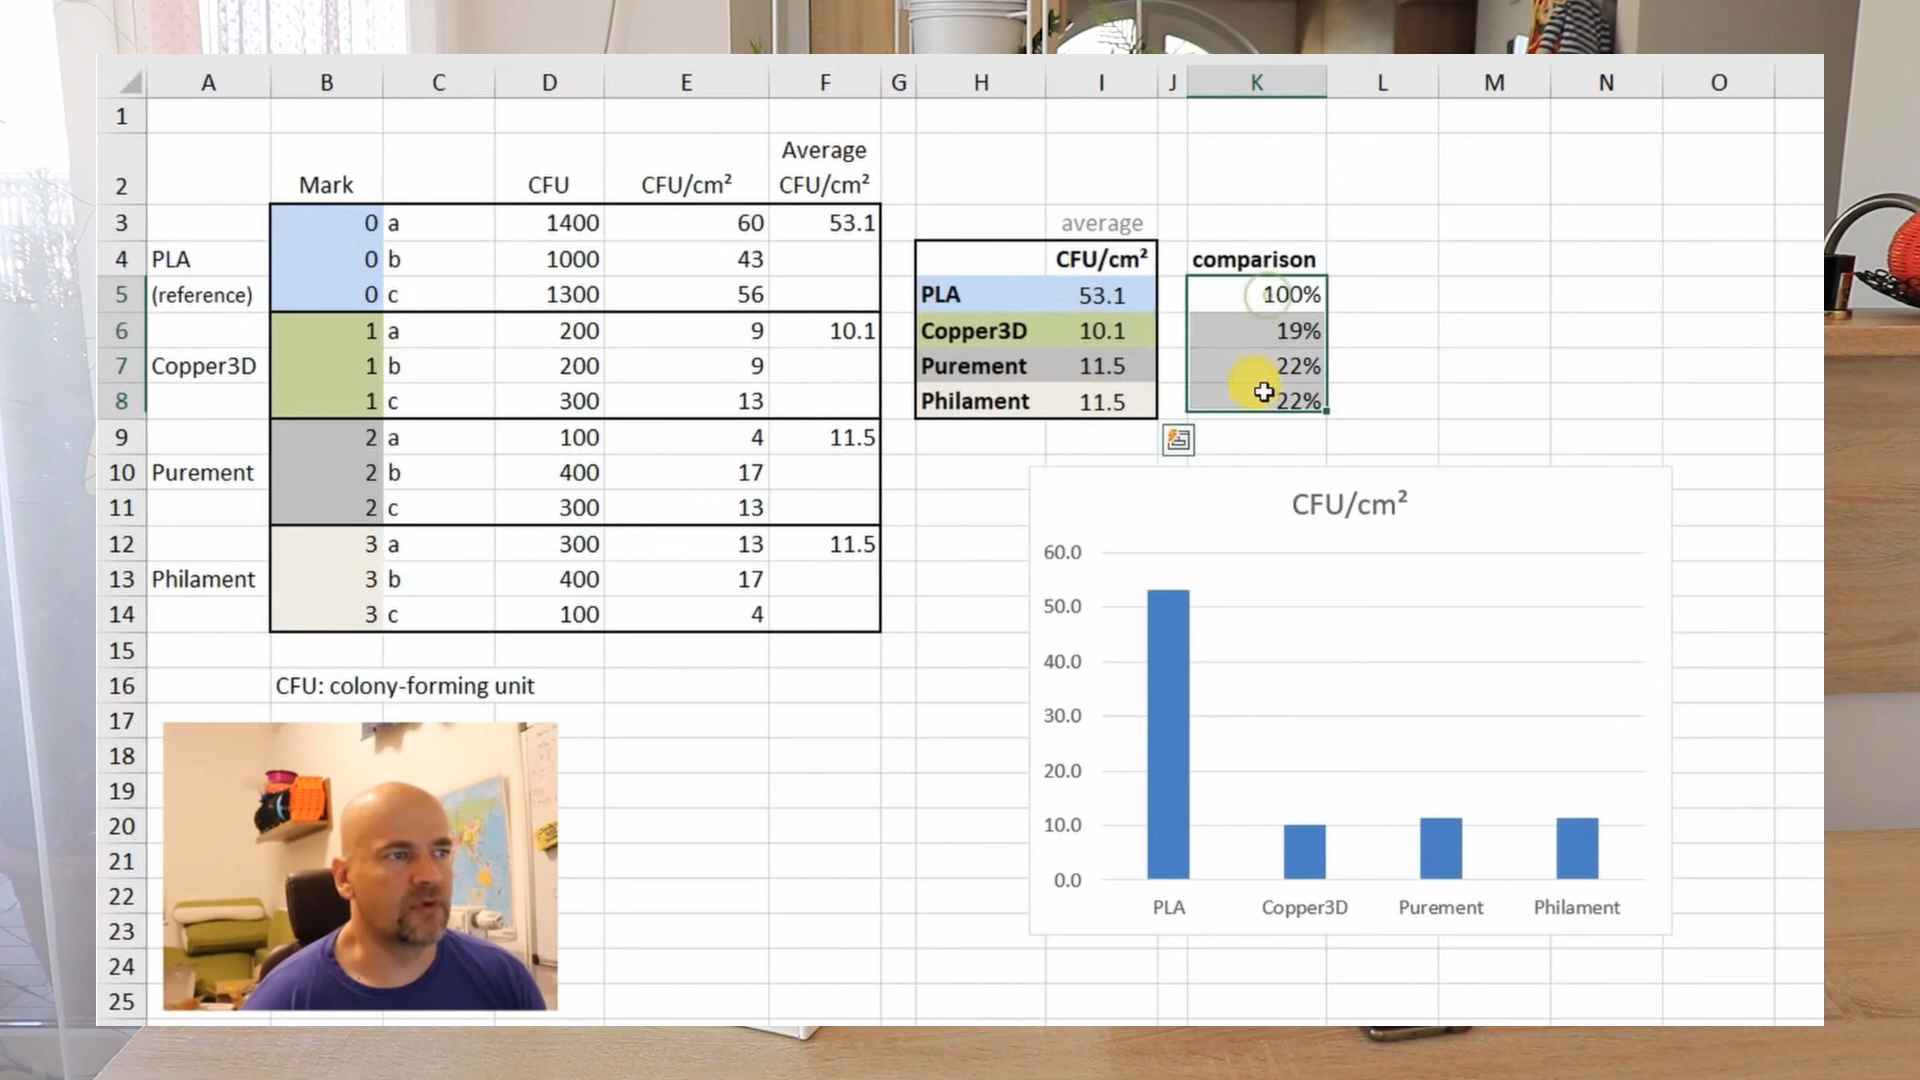 A B C D E F G H I J K L M N O
1
Average
2 Mark CFU CFU/cm² CFU/cm²
3 0 a 1400 60 53.1 average
4 PLA 0 b 1000 43 CFU/cm² comparison
5 (reference) 0 c 1300 56 PLA 53.1 100%
6 1 a 200 9 10.1 Copper3D 10.1 19%
7 Copper3D 1 b 200 9 Purement 11.5 22%
8 1 c 300 13 Philament 11.5 22%
9 2 a 100 4 11.5
10 Purement 2 b 400 17
11 2 c 300 13
12 3 a 300 13 11.5
13 Philament 3 b 400 17
14 3 c 100 4
15
16 CFU: colony-forming unit
17
18
19
20
21
22
23
24
25
CFU/cm²
60.0
50.0
40.0
30.0
20.0
10.0
0.0
PLA Copper3D Purement Philament